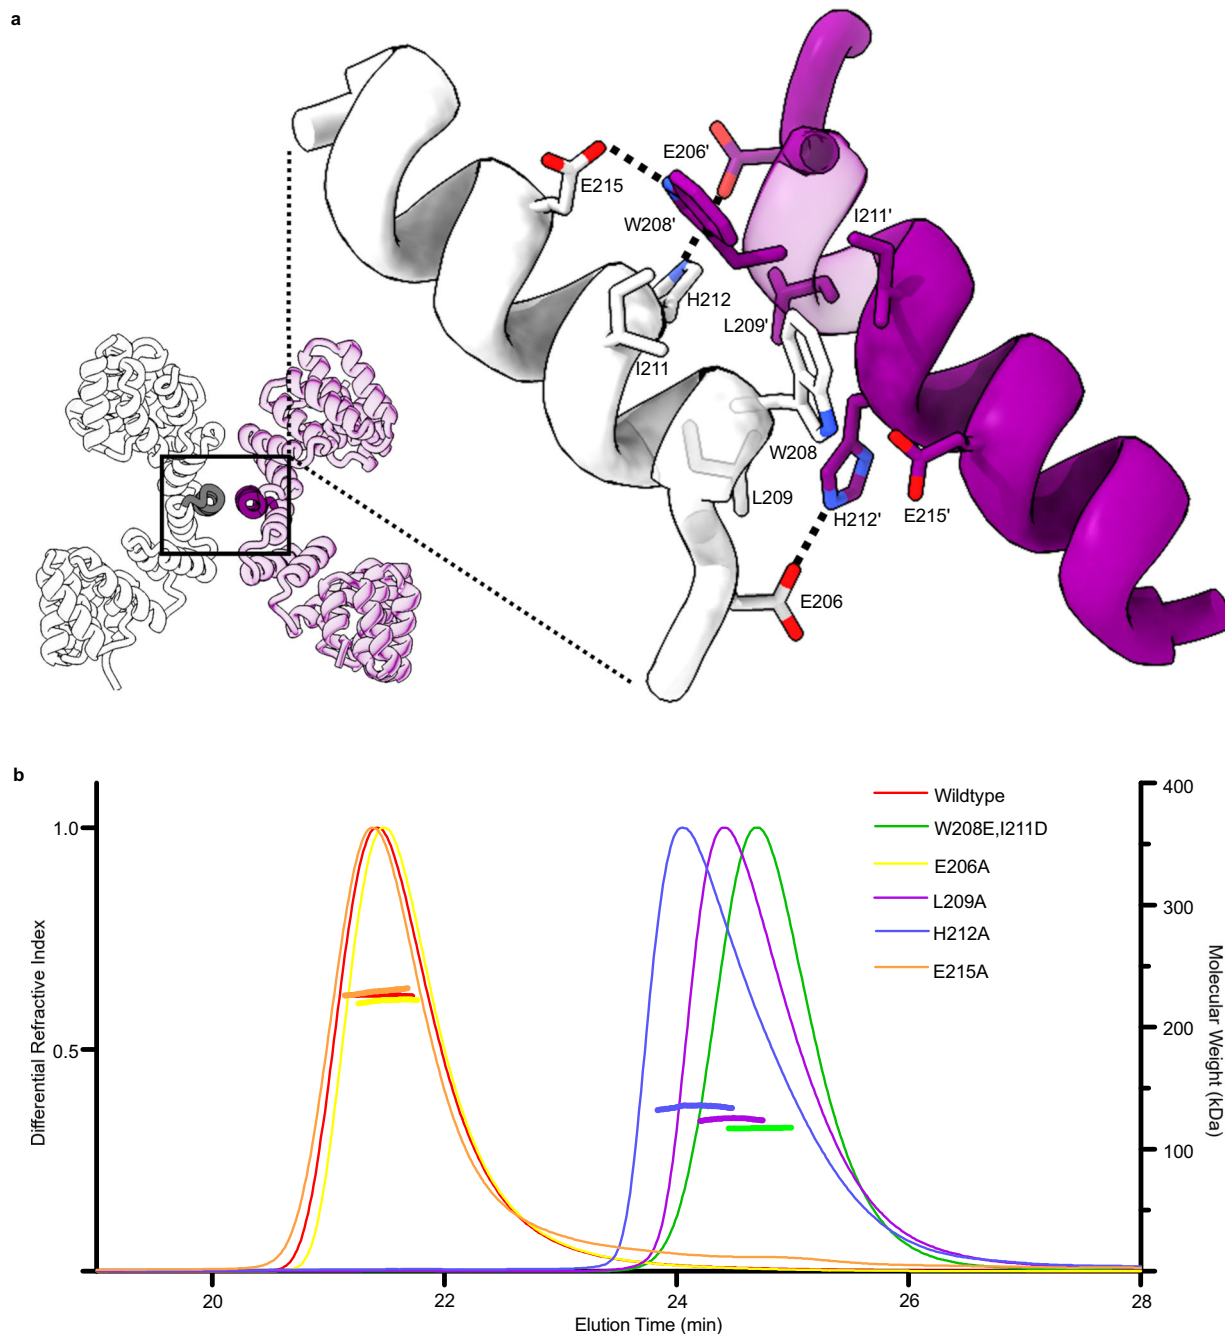 a
E206'
E215
W208'
I211'
H212
L209'
I211
W208
L209
H212'
E215'
E206
b
Wildtype
W208E,I211D
E206A
L209A
H212A
E215A
1.0
0.5
400
300
200
100
Differential Refractive Index
Molecular Weight (kDa)
20 22 24 26 28
Elution Time (min)